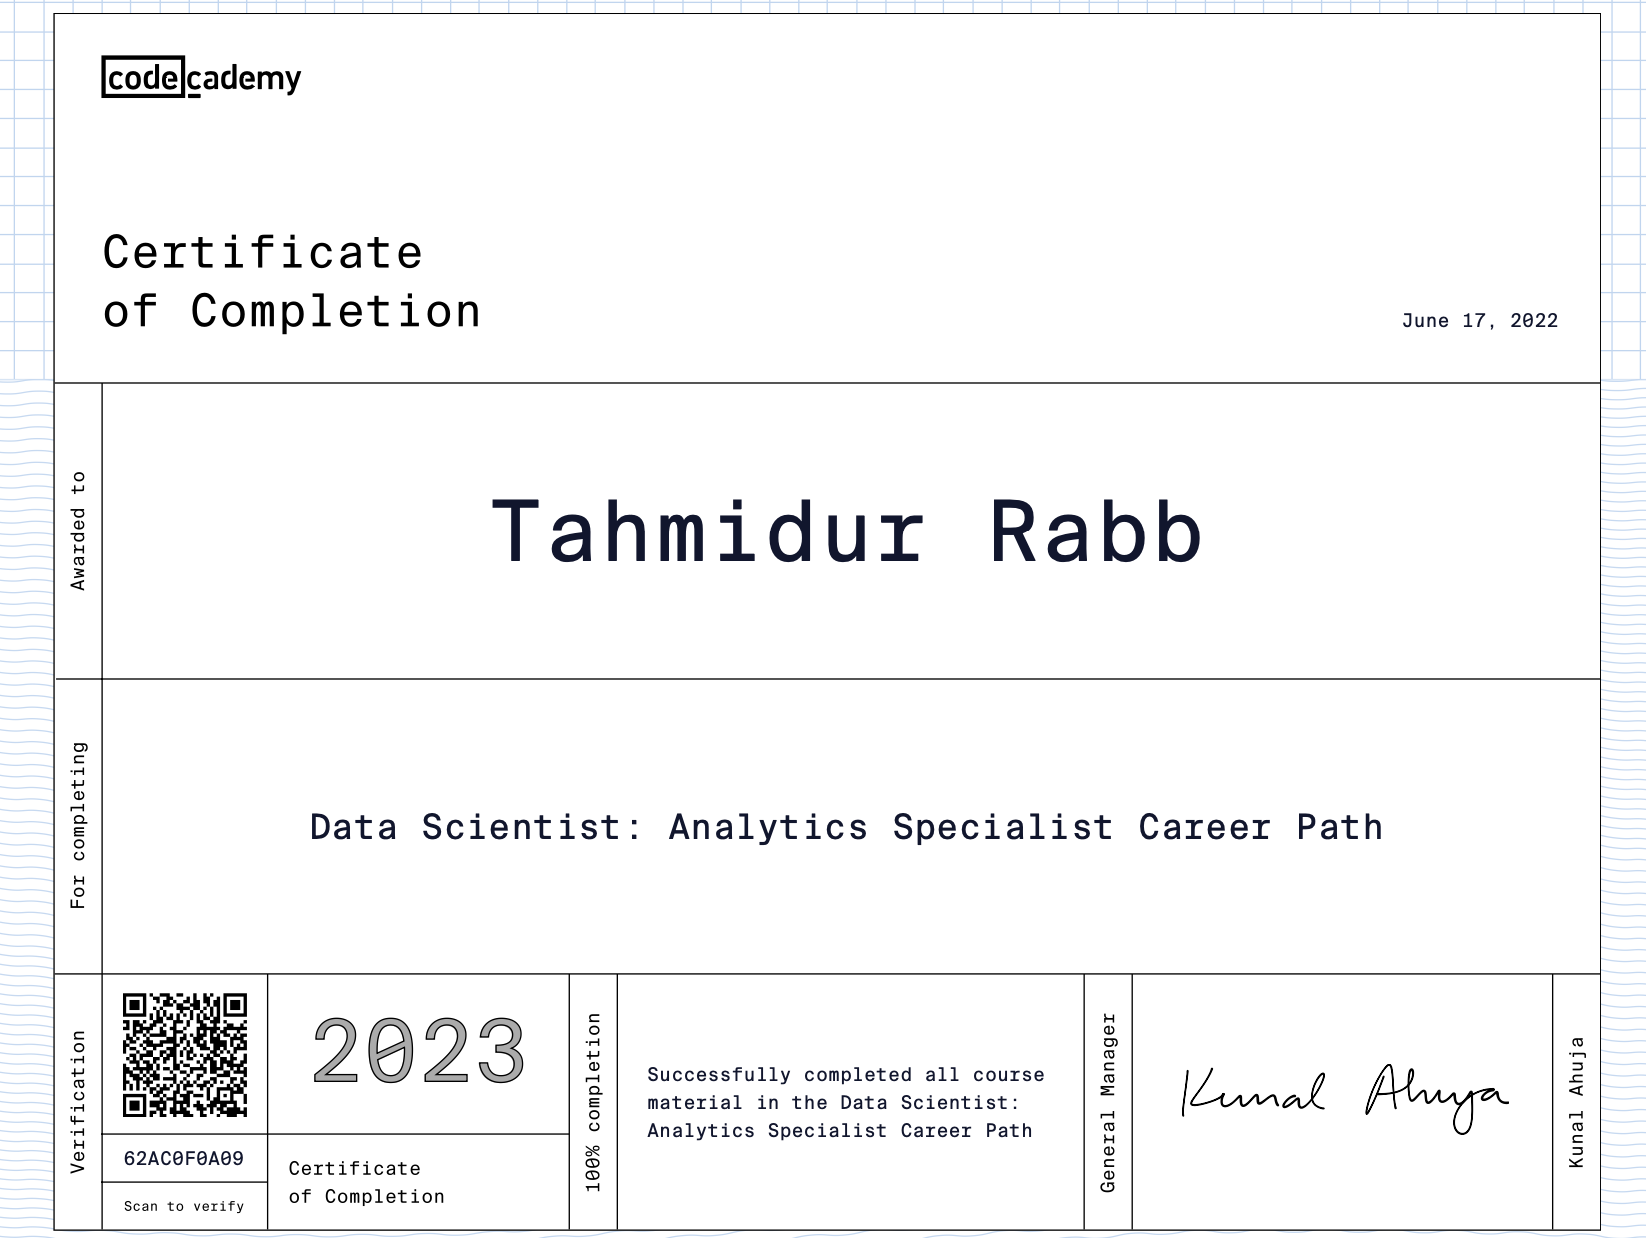 codecademy
Certificate
of Completion
June 17, 2022
Awarded to
Tahmidur Rabb
For completing
Data Scientist: Analytics Specialist Career Path
Verification
62AC0F0A09
Scan to verify
2023
Certificate
of Completion
100% completion
Successfully completed all course
material in the Data Scientist:
Analytics Specialist Career Path
General Manager
Kunal Ahuja
Kunal Ahuja